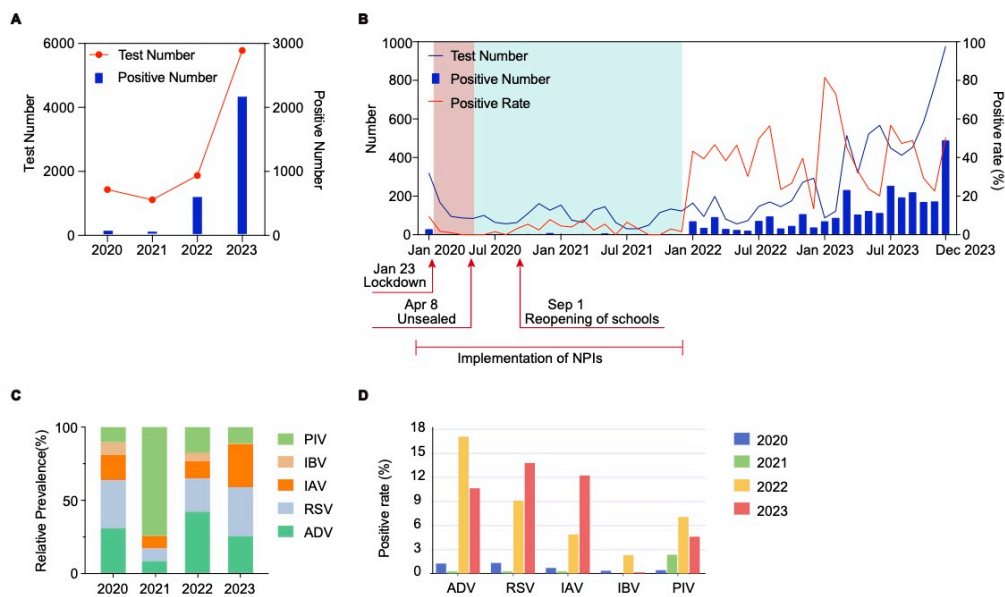 A
6000
4000
2000
0
Test Number
Test Number
Positive Number
3000
2000
1000
0
Positive Number
2020 2021 2022 2023
B
1000
800
600
400
200
0
Number
Test Number
Positive Number
Positive Rate
100
80
60
40
20
0
Positive rate (%)
Jan 2020 Jul 2020 Jan 2021 Jul 2021 Jan 2022 Jul 2022 Jan 2023 Jul 2023 Dec 2023
Jan 23
Lockdown
Apr 8
Unsealed
Sep 1
Reopening of schools
Implementation of NPIs
C
100
50
0
Relative Prevalence(%)
2020 2021 2022 2023
PIV
IBV
IAV
RSV
ADV
D
18
15
12
9
6
3
0
Positive rate (%)
ADV RSV IAV IBV PIV
2020
2021
2022
2023